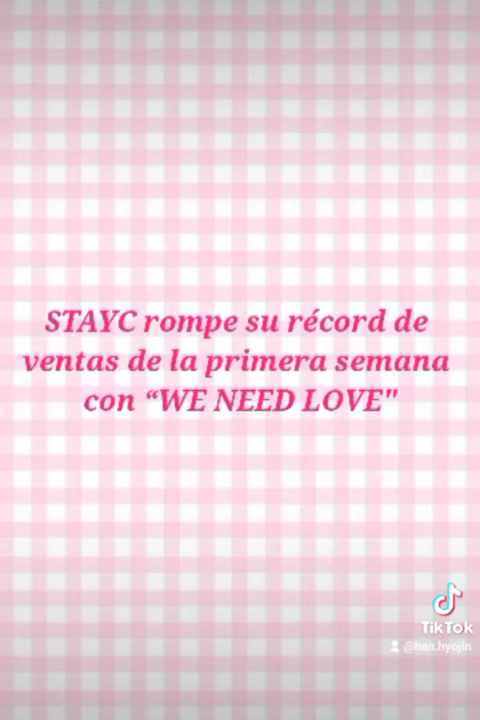 STAYC rompe su récord de
ventas de la primera semana
con “WE NEED LOVE"
TikTok
@han.hyojin